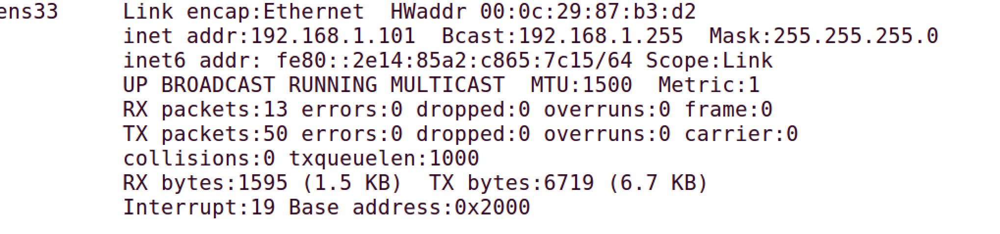 ens33 Link encap:Ethernet HWaddr 00:0c:29:87:b3:d2
inet addr:192.168.1.101 Bcast:192.168.1.255 Mask:255.255.255.0
inet6 addr: fe80::2e14:85a2:c865:7c15/64 Scope:Link
UP BROADCAST RUNNING MULTICAST MTU:1500 Metric:1
RX packets:13 errors:0 dropped:0 overruns:0 frame:0
TX packets:50 errors:0 dropped:0 overruns:0 carrier:0
collisions:0 txqueuelen:1000
RX bytes:1595 (1.5 KB) TX bytes:6719 (6.7 KB)
Interrupt:19 Base address:0x2000